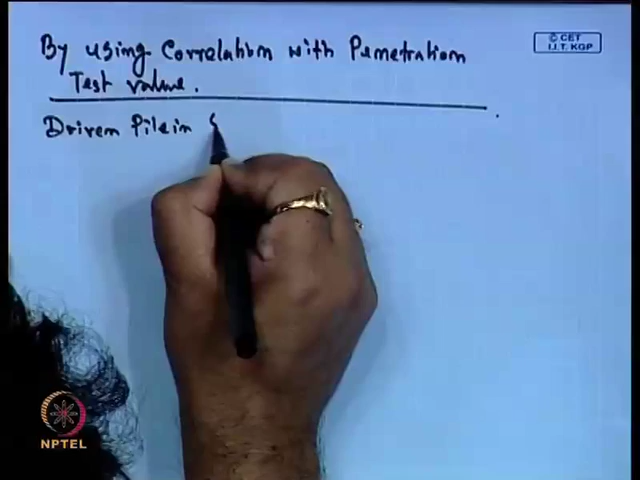 By using Correlation with Penetration
Test value.
Driven Pile in S
© CET
I.I.T. KGP
NPTEL